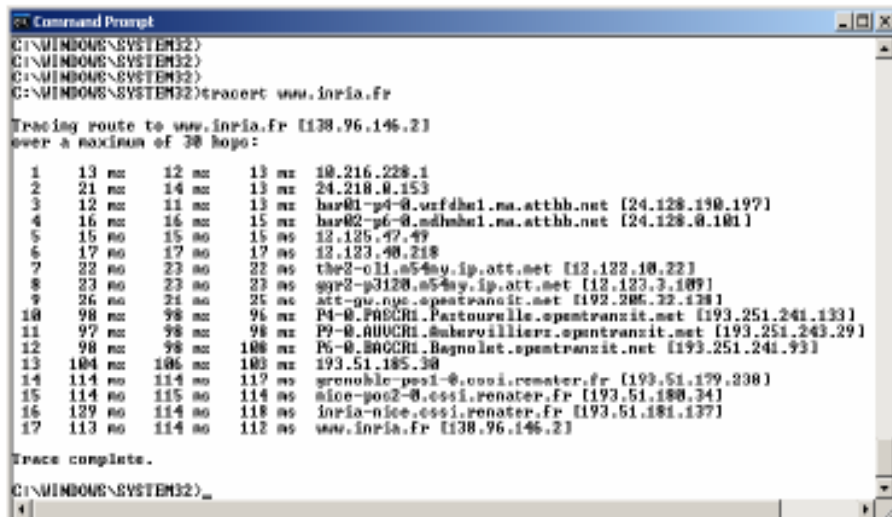 Command Prompt
C:\WINDOWS\SYSTEM32>
C:\WINDOWS\SYSTEM32>
C:\WINDOWS\SYSTEM32>
C:\WINDOWS\SYSTEM32>tracert www.inria.fr
Tracing route to www.inria.fr [138.96.146.2]
over a maximum of 30 hops:
1 13 ms 12 ms 13 ms 10.216.228.1
2 21 ms 14 ms 13 ms 24.218.0.153
3 12 ms 11 ms 13 ms bar01-p4-0.wsfdhe1.ma.attbb.net [24.128.190.197]
4 16 ms 16 ms 15 ms bar02-p6-0.ndhmhe1.ma.attbb.net [24.128.0.101]
5 15 ms 15 ms 15 ms 12.125.47.49
6 17 ms 17 ms 17 ms 12.123.40.218
7 22 ms 23 ms 22 ms tbr2-cl1.n54ny.ip.att.net [12.122.10.22]
8 23 ms 23 ms 23 ms ggr2-p3120.n54ny.ip.att.net [12.123.3.109]
9 26 ms 21 ms 25 ms att-gw.nyc.opentransit.net [192.205.32.138]
10 98 ms 98 ms 96 ms P4-0.PASCR1.Pastourelle.opentransit.net [193.251.241.133]
11 97 ms 98 ms 98 ms P9-0.AUVCR1.Aubervilliers.opentransit.net [193.251.243.29]
12 98 ms 98 ms 108 ms P6-0.BAGCR1.Bagnolet.opentransit.net [193.251.241.93]
13 104 ms 106 ms 103 ms 193.51.185.30
14 114 ms 114 ms 117 ms grenoble-pos1-0.cssi.renater.fr [193.51.179.238]
15 114 ms 115 ms 114 ms nice-pos2-0.cssi.renater.fr [193.51.180.34]
16 129 ms 114 ms 118 ms inria-nice.cssi.renater.fr [193.51.181.137]
17 113 ms 114 ms 112 ms www.inria.fr [138.96.146.2]
Trace complete.
C:\WINDOWS\SYSTEM32>_